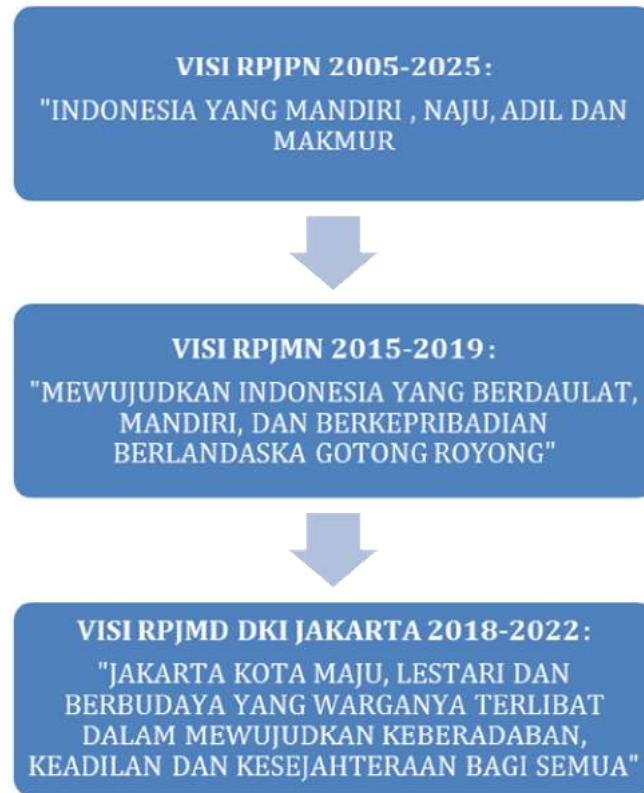 VISI RPJPN 2005-2025:
"INDONESIA YANG MANDIRI , NAJU, ADIL DAN
MAKMUR
VISI RPJMN 2015-2019:
"MEWUJUDKAN INDONESIA YANG BERDAULAT,
MANDIRI, DAN BERKEPRIBADIAN
BERLANDASKA GOTONG ROYONG"
VISI RPJMD DKI JAKARTA 2018-2022:
"JAKARTA KOTA MAJU, LESTARI DAN
BERBUDAYA YANG WARGANYA TERLIBAT
DALAM MEWUJUDKAN KEBERADABAN,
KEADILAN DAN KESEJAHTERAAN BAGI SEMUA"